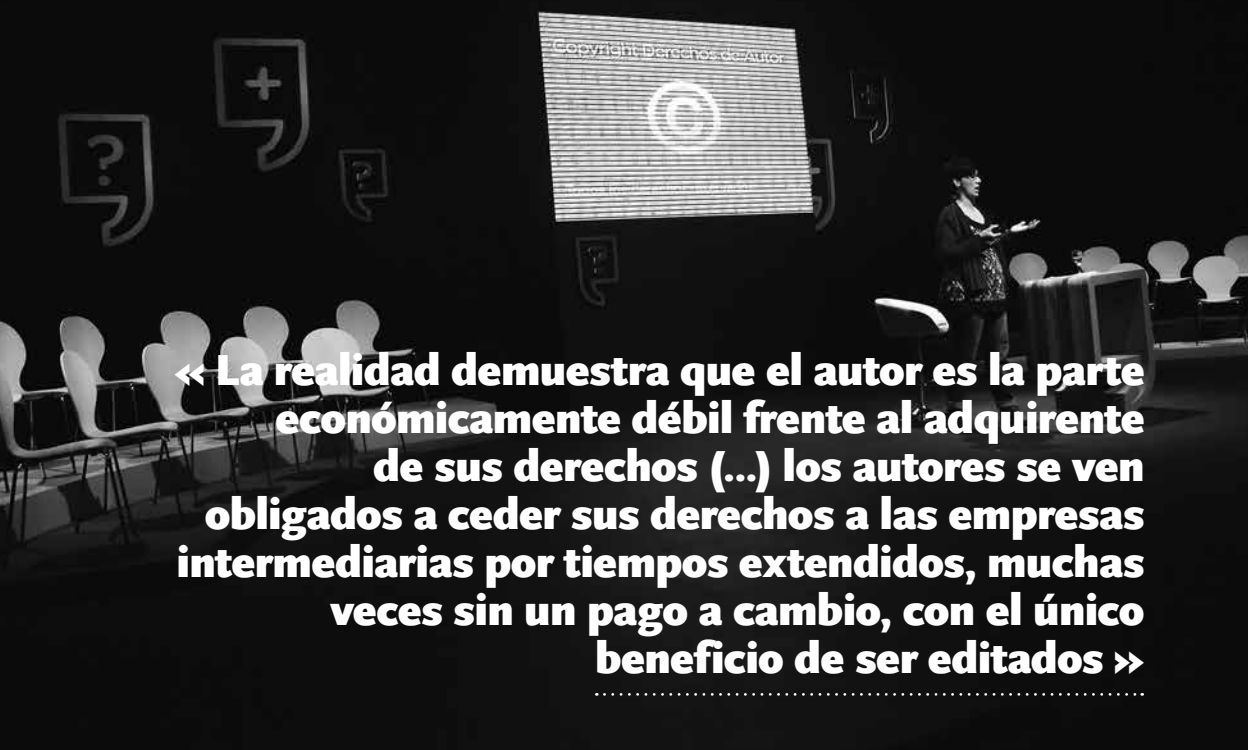 Copyright Derechos de Autor
©
? + ? + ?
« La realidad demuestra que el autor es la parte
económicamente débil frente al adquirente
de sus derechos (...) los autores se ven
obligados a ceder sus derechos a las empresas
intermediarias por tiempos extendidos, muchas
veces sin un pago a cambio, con el único
beneficio de ser editados »